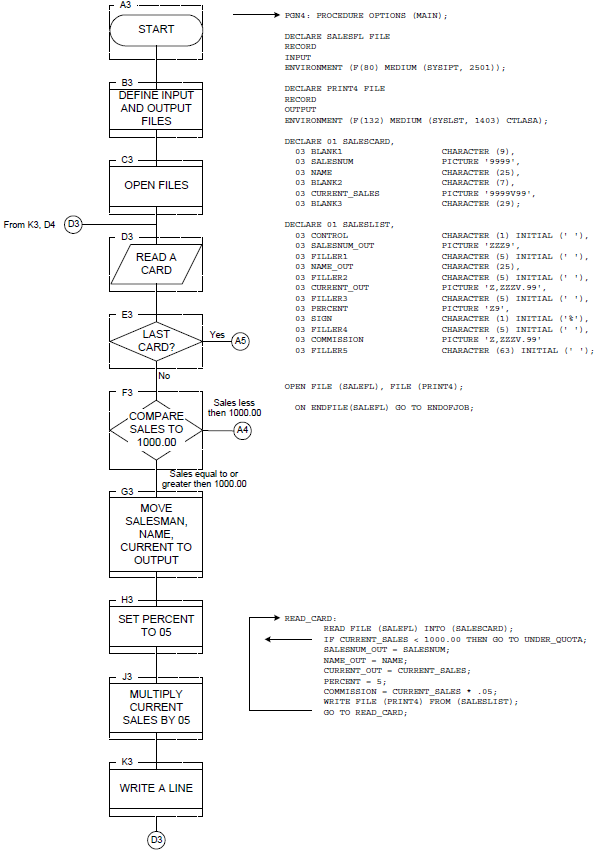 A3
START
B3
DEFINE INPUT
AND OUTPUT
FILES
C3
OPEN FILES
From K3, D4
D3
D3
READ A
CARD
E3
LAST
CARD?
Yes
A5
No
F3
COMPARE
SALES TO
1000.00
Sales less
then 1000.00
A4
Sales equal to or
greater then 1000.00
G3
MOVE
SALESMAN,
NAME,
CURRENT TO
OUTPUT
H3
SET PERCENT
TO 05
J3
MULTIPLY
CURRENT
SALES BY 05
K3
WRITE A LINE
D3
PGN4: PROCEDURE OPTIONS (MAIN);
DECLARE SALESFL FILE
RECORD
INPUT
ENVIRONMENT (F(80) MEDIUM (SYSIPT, 2501));
DECLARE PRINT4 FILE
RECORD
OUTPUT
ENVIRONMENT (F(132) MEDIUM (SYSLST, 1403) CTLASA);
DECLARE 01 SALESCARD,
03 BLANK1 CHARACTER (9),
03 SALESNUM PICTURE '9999',
03 NAME CHARACTER (25),
03 BLANK2 CHARACTER (7),
03 CURRENT_SALES PICTURE '9999V99',
03 BLANK3 CHARACTER (29);
DECLARE 01 SALESLIST,
03 CONTROL CHARACTER (1) INITIAL (' '),
03 SALESNUM_OUT PICTURE 'ZZZ9',
03 FILLER1 CHARACTER (5) INITIAL (' '),
03 NAME_OUT CHARACTER (25),
03 FILLER2 CHARACTER (5) INITIAL (' '),
03 CURRENT_OUT PICTURE 'Z,ZZZV.99',
03 FILLER3 CHARACTER (5) INITIAL (' '),
03 PERCENT PICTURE 'Z9',
03 SIGN CHARACTER (1) INITIAL ('%'),
03 FILLER4 CHARACTER (5) INITIAL (' '),
03 COMMISSION PICTURE 'Z,ZZZV.99'
03 FILLER5 CHARACTER (63) INITIAL (' ');
OPEN FILE (SALEFL), FILE (PRINT4);
ON ENDFILE(SALEFL) GO TO ENDOFJOB;
READ_CARD:
READ FILE (SALEFL) INTO (SALESCARD);
IF CURRENT_SALES < 1000.00 THEN GO TO UNDER_QUOTA;
SALESNUM_OUT = SALESNUM;
NAME_OUT = NAME;
CURRENT_OUT = CURRENT_SALES;
PERCENT = 5;
COMMISSION = CURRENT_SALES * .05;
WRITE FILE (PRINT4) FROM (SALESLIST);
GO TO READ_CARD;